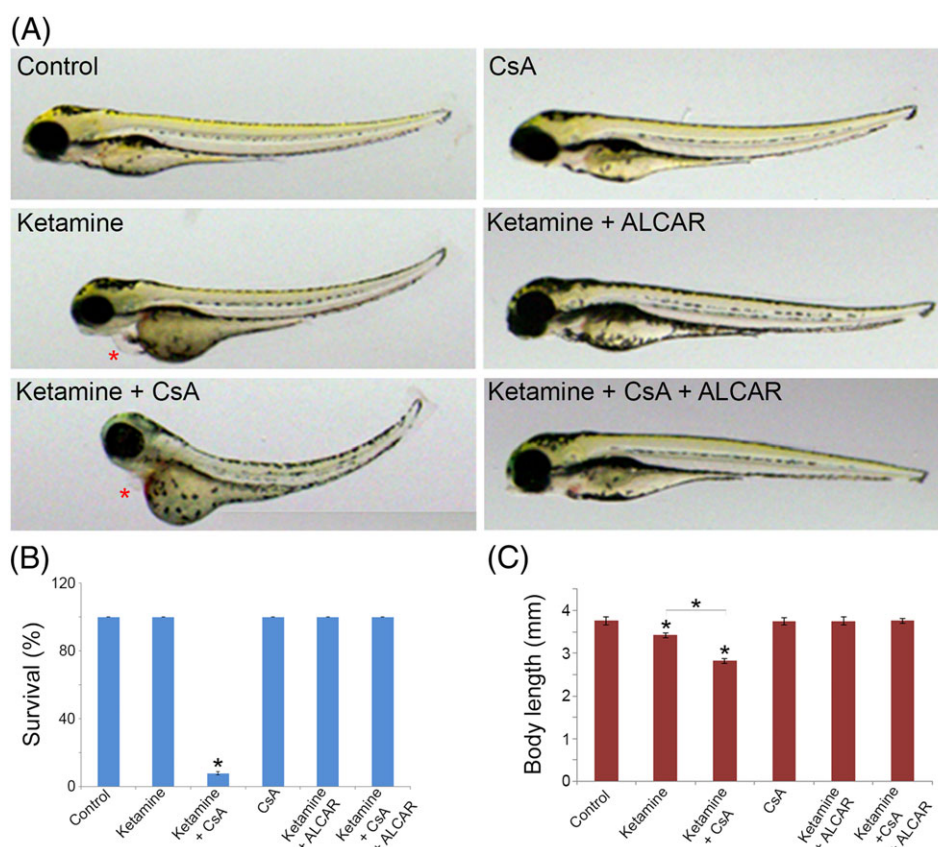 (A)
Control
CsA
Ketamine
Ketamine + ALCAR
*
Ketamine + CsA
Ketamine + CsA + ALCAR
*
(B)
Survival (%)
120
80
40
0
*
Control
Ketamine
Ketamine
+ CsA
CsA
Ketamine
+ ALCAR
Ketamine
+ CsA
+ ALCAR
(C)
Body length (mm)
4
3
2
1
0
*
*
*
Control
Ketamine
Ketamine
+ CsA
CsA
Ketamine
+ ALCAR
Ketamine
+CsA
+ ALCAR